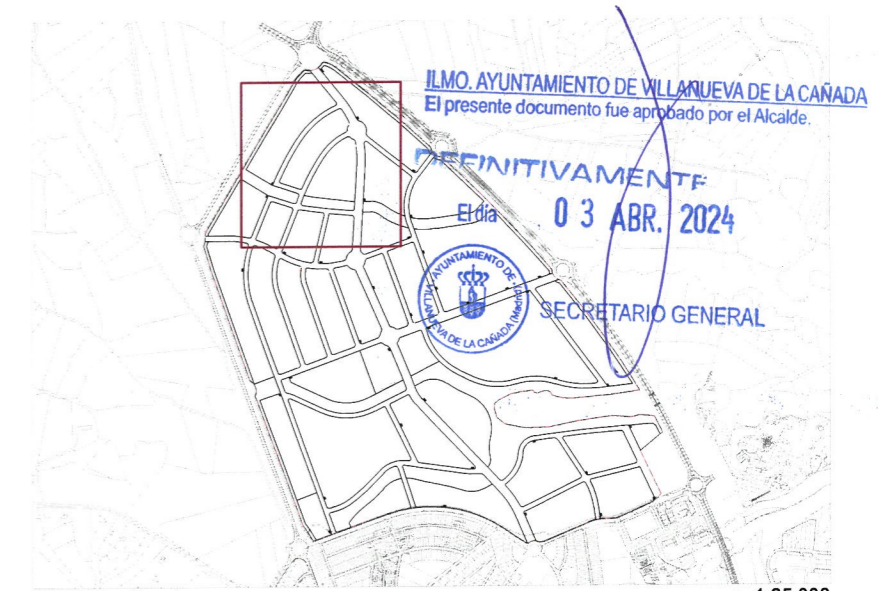 ILMO. AYUNTAMIENTO DE VILLANUEVA DE LA CAÑADA
El presente documento fue aprobado por el Alcalde.
DEFINITIVAMENTE
El día 03 ABR. 2024
AYUNTAMIENTO DE
VILLANUEVA DE LA CAÑADA (Madrid)
SECRETARIO GENERAL